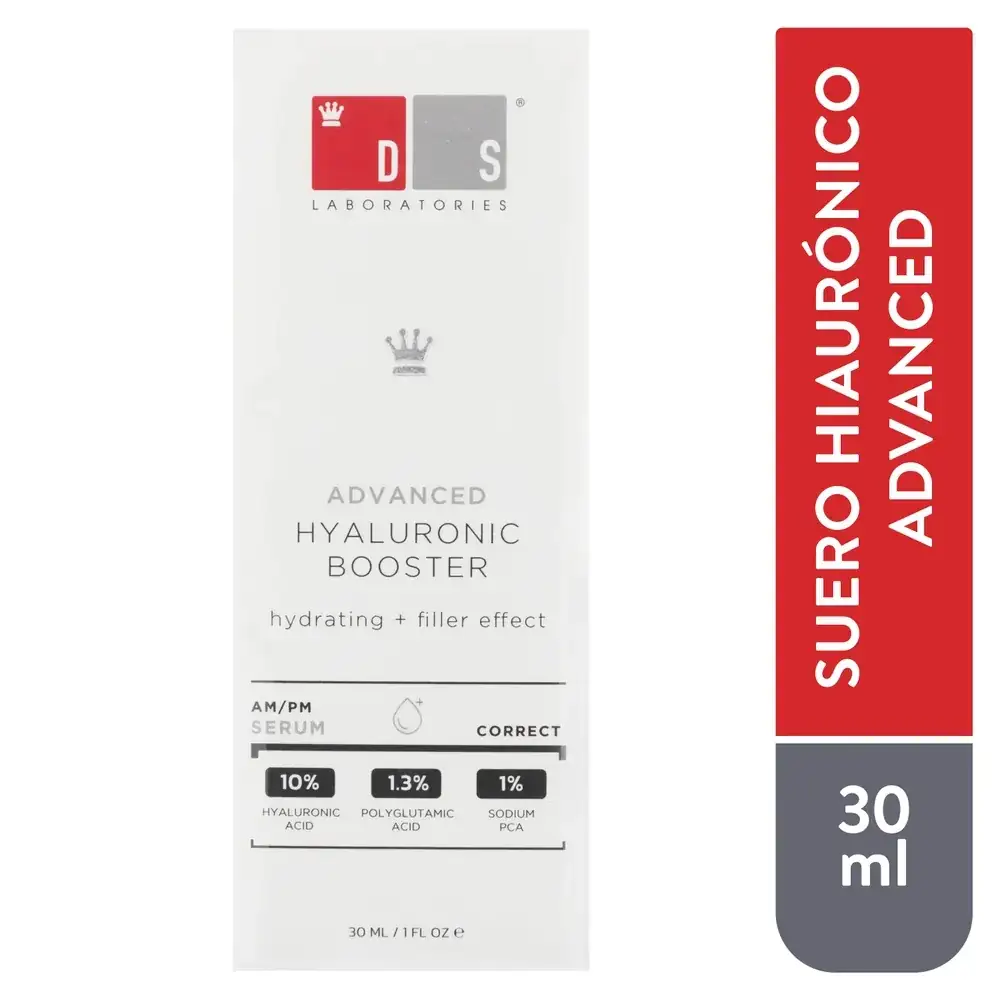 D S ®
LABORATORIES
ADVANCED
HYALURONIC
BOOSTER
hydrating + filler effect
AM/PM
SERUM
CORRECT
10%
HYALURONIC
ACID
1.3%
POLYGLUTAMIC
ACID
1%
SODIUM
PCA
30 ML / 1 FL OZ ℮
SUERO HIAURÓNICO
ADVANCED
30
ml